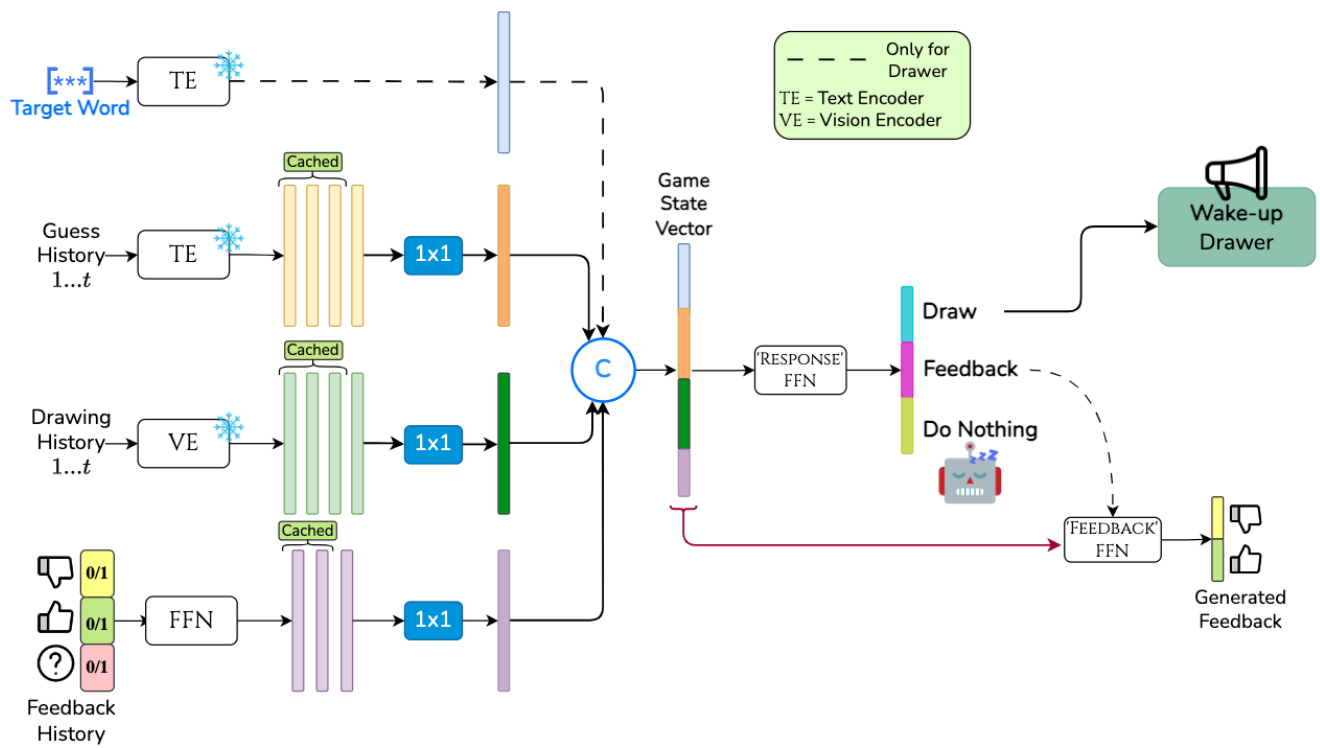 [***]
Target Word
TE
Only for
Drawer
TE = Text Encoder
VE = Vision Encoder
Cached
Guess
History
1...t
TE
1x1
Game
State
Vector
Wake-up
Drawer
Cached
Drawing
History
1...t
VE
1x1
C
'RESPONSE'
FFN
Draw
Feedback
Do Nothing
zzz
Cached
0/1
0/1
?
0/1
FFN
1x1
Feedback
History
'FEEDBACK'
FFN
Generated
Feedback